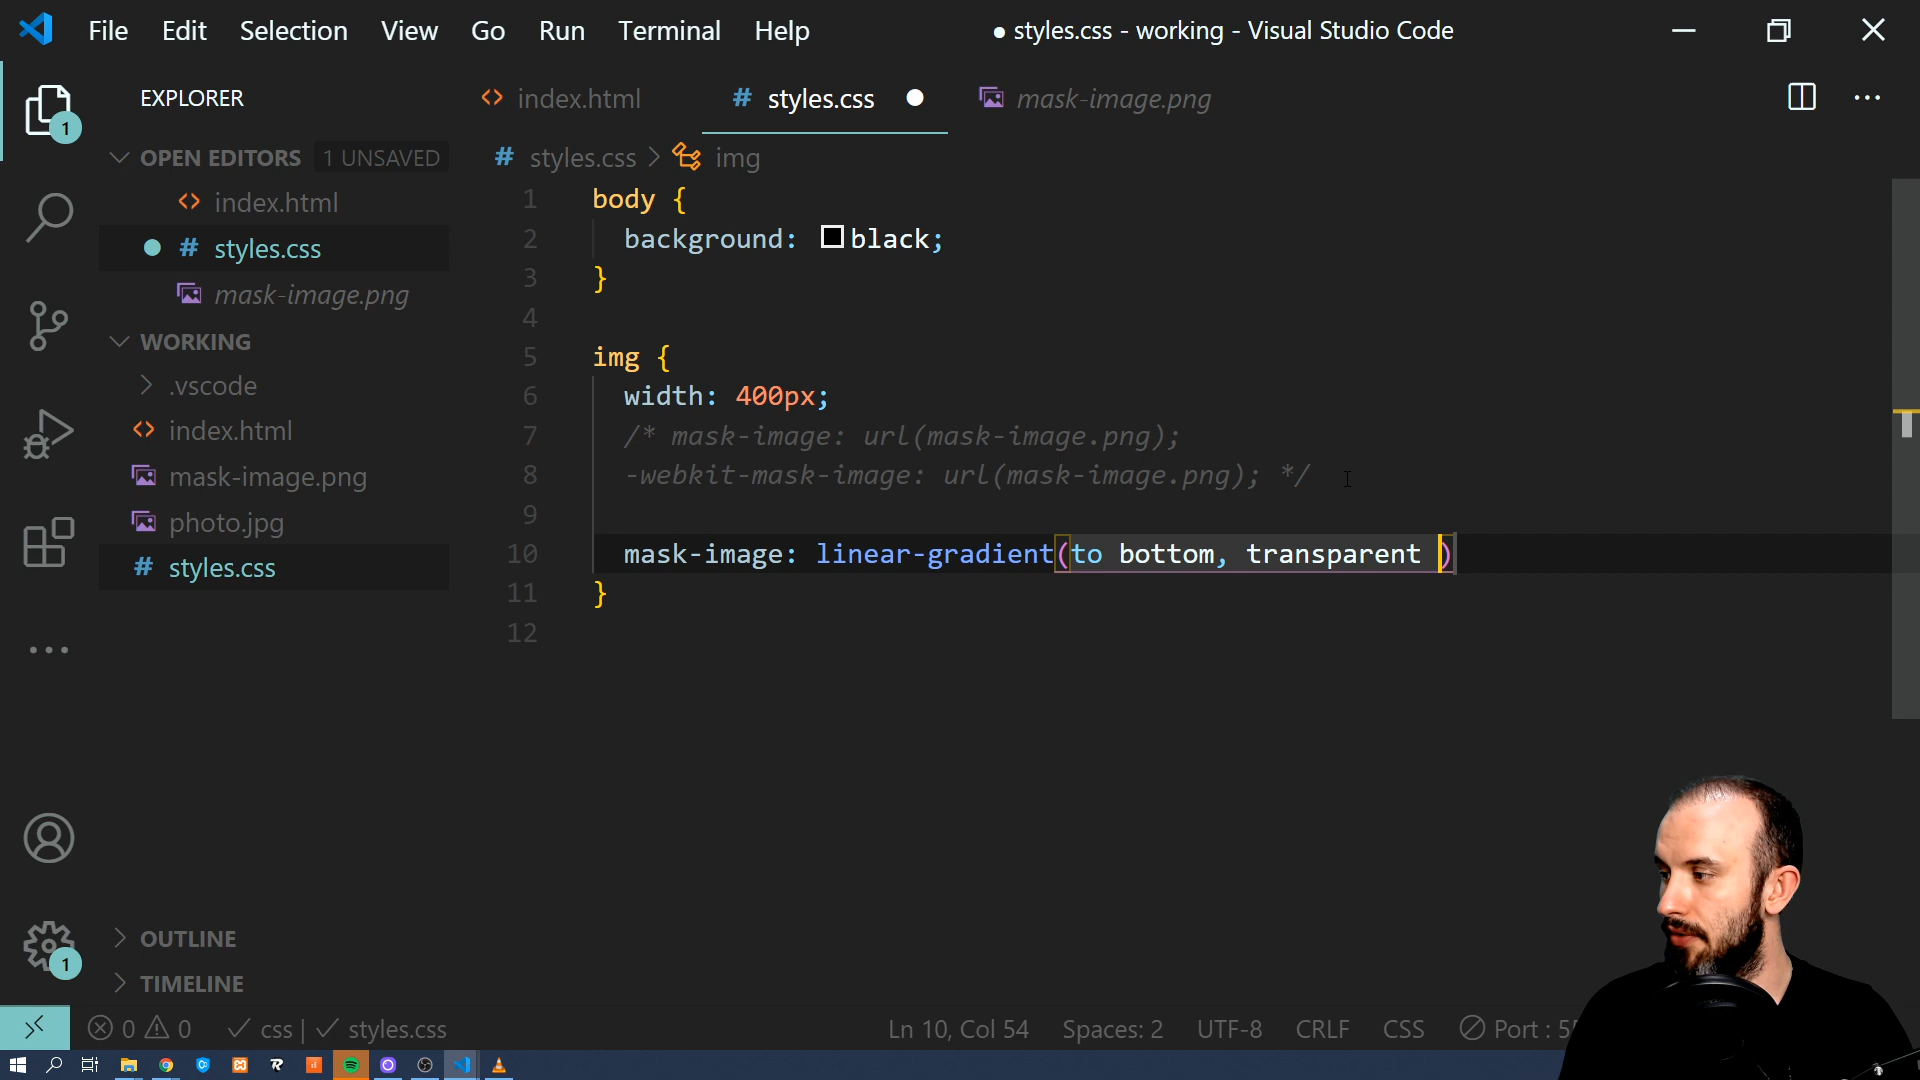 File Edit Selection View Go Run Terminal Help
● styles.css - working - Visual Studio Code
EXPLORER
1
OPEN EDITORS 1 UNSAVED
index.html
# styles.css
mask-image.png
WORKING
.vscode
index.html
mask-image.png
photo.jpg
# styles.css
OUTLINE
TIMELINE
1
<> index.html # styles.css ● mask-image.png
# styles.css > img
1 body {
2 background: black;
3 }
4
5 img {
6 width: 400px;
7 /* mask-image: url(mask-image.png);
8 -webkit-mask-image: url(mask-image.png); */
9
10 mask-image: linear-gradient(to bottom, transparent )
11 }
12
0 0 ✓ css | ✓ styles.css Ln 10, Col 54 Spaces: 2 UTF-8 CRLF CSS Port : 5